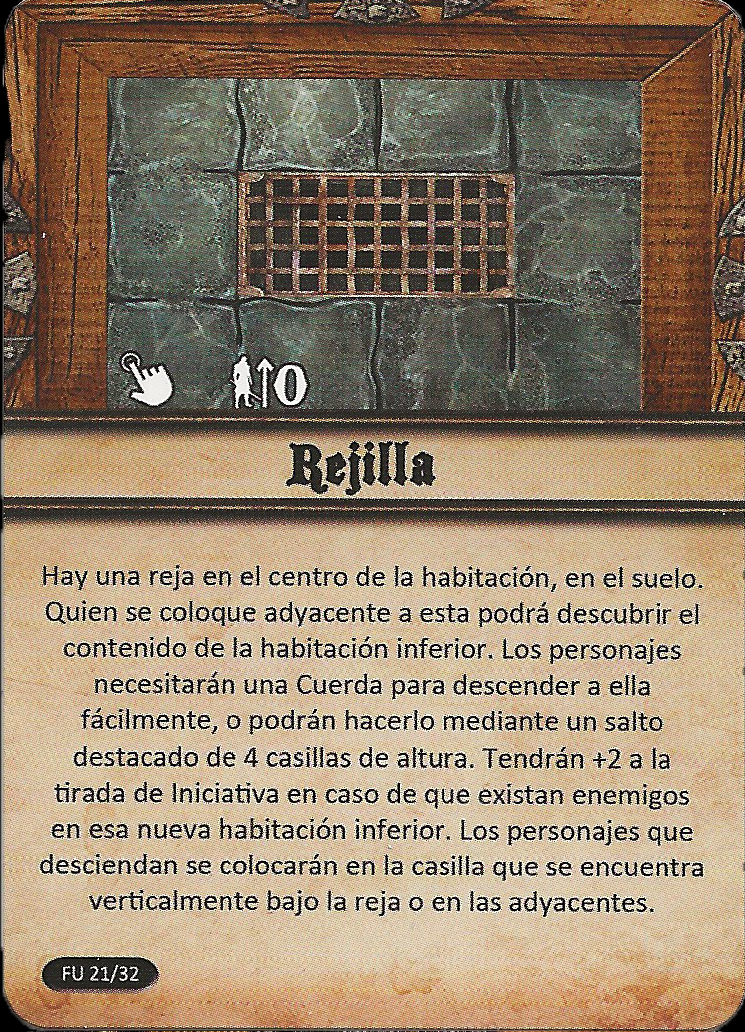 0
Rejilla
Hay una reja en el centro de la habitación, en el suelo.
Quien se coloque adyacente a esta podrá descubrir el
contenido de la habitación inferior. Los personajes
necesitarán una Cuerda para descender a ella
fácilmente, o podrán hacerlo mediante un salto
destacado de 4 casillas de altura. Tendrán +2 a la
tirada de Iniciativa en caso de que existan enemigos
en esa nueva habitación inferior. Los personajes que
desciendan se colocarán en la casilla que se encuentra
verticalmente bajo la reja o en las adyacentes.
FU 21/32